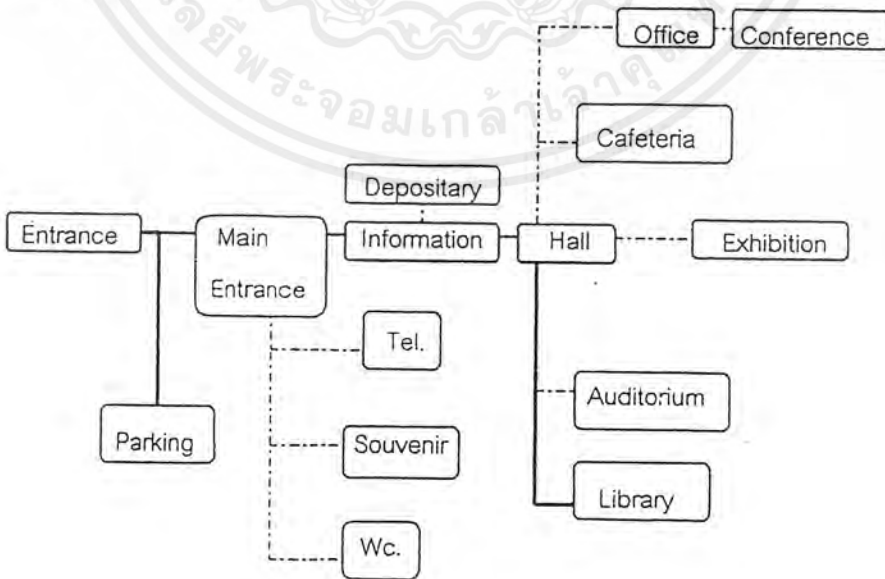 Office
Conference
Cafeteria
Depositary
Entrance
Main
Entrance
Information
Hall
Exhibition
Tel.
Auditorium
Parking
Souvenir
Library
Wc.